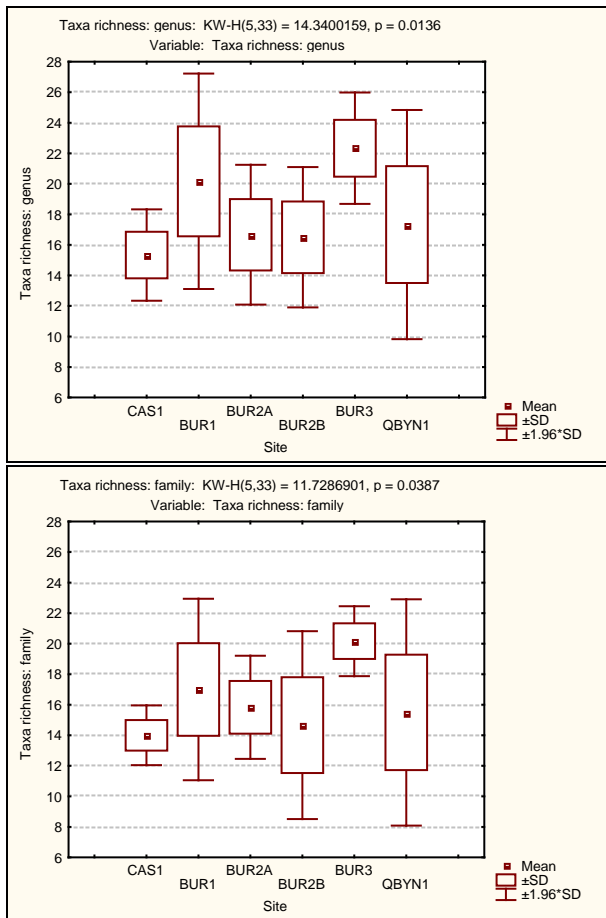 Taxa richness: genus:  KW-H(5,33) = 14.3400159, p = 0.0136
Variable:  Taxa richness: genus
28
26
24
22
20
18
16
14
12
10
8
6
Taxa richness: genus
CAS1
BUR1
BUR2A
BUR2B
BUR3
QBYN1
Site
Mean
±SD
±1.96*SD
Taxa richness: family:  KW-H(5,33) = 11.7286901, p = 0.0387
Variable:  Taxa richness: family
28
26
24
22
20
18
16
14
12
10
8
6
Taxa richness: family
CAS1
BUR1
BUR2A
BUR2B
BUR3
QBYN1
Site
Mean
±SD
±1.96*SD